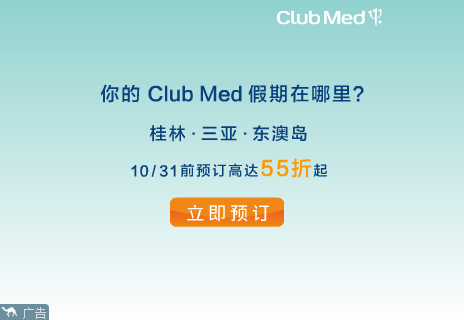 Club Med
你的 Club Med 假期在哪里？
桂林 · 三亚 · 东澳岛
10/31前预订高达55折起
立即预订
广告